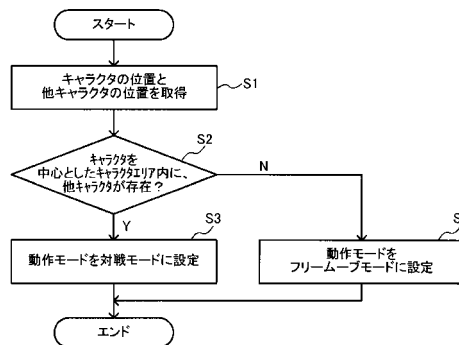 スタート
キャラクタの位置と
他キャラクタの位置を取得
S1
キャラクタを
中心としたキャラクタエリア内に、
他キャラクタが存在?
S2
N
Y
動作モードを対戦モードに設定
S3
動作モードを
フリームーブモードに設定
S
エンド